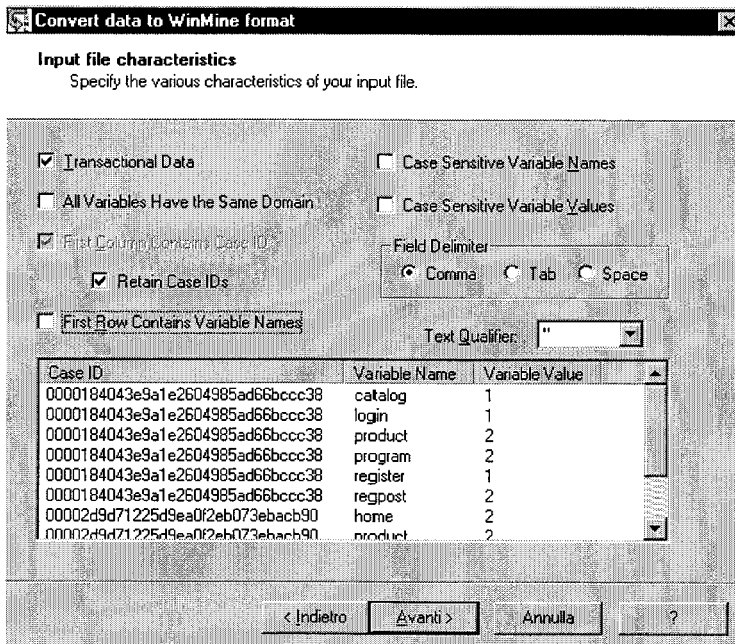 Convert data to WinMine format
Input file characteristics
Specify the various characteristics of your input file.
Transactional Data
Case Sensitive Variable Names
All Variables Have the Same Domain
Case Sensitive Variable Values
First Column Contains Case ID
Field Delimiter
Retain Case IDs
Comma Tab Space
First Row Contains Variable Names
Text Qualifier: "
Case ID Variable Name Variable Value
0000184043e9a1e2604985ad66bccc38 catalog 1
0000184043e9a1e2604985ad66bccc38 login 1
0000184043e9a1e2604985ad66bccc38 product 2
0000184043e9a1e2604985ad66bccc38 program 2
0000184043e9a1e2604985ad66bccc38 register 1
0000184043e9a1e2604985ad66bccc38 regpost 2
00002d9d71225d9ea0f2eb073ebacb90 home 2
00002d9d71225d9ea0f2eb073ebacb90 product 2
< Indietro Avanti > Annulla ?